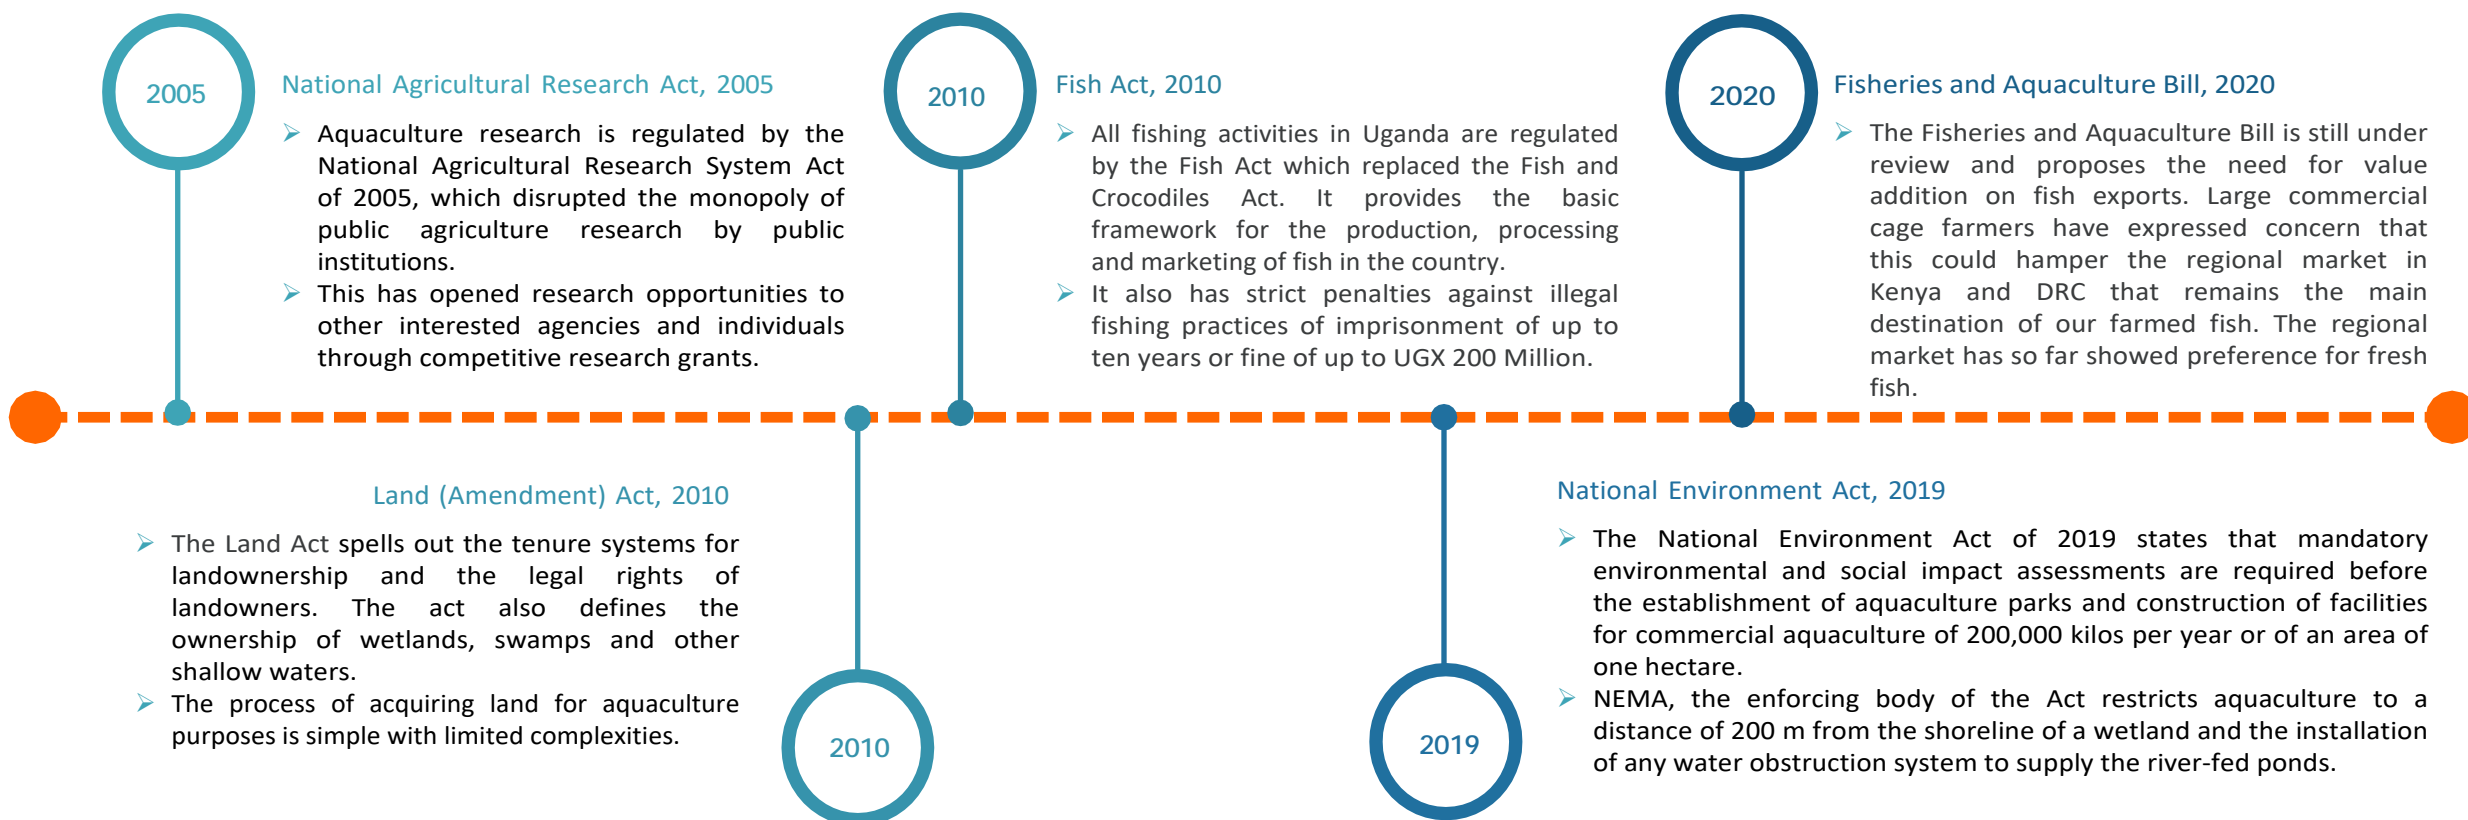 2005
National Agricultural Research Act, 2005
➢ Aquaculture research is regulated by the
National Agricultural Research System Act
of 2005, which disrupted the monopoly of
public agriculture research by public
institutions.
➢ This has opened research opportunities to
other interested agencies and individuals
through competitive research grants.
2010
Fish Act, 2010
➢ All fishing activities in Uganda are regulated
by the Fish Act which replaced the Fish and
Crocodiles Act. It provides the basic
framework for the production, processing
and marketing of fish in the country.
➢ It also has strict penalties against illegal
fishing practices of imprisonment of up to
ten years or fine of up to UGX 200 Million.
2020
Fisheries and Aquaculture Bill, 2020
➢ The Fisheries and Aquaculture Bill is still under
review and proposes the need for value
addition on fish exports. Large commercial
cage farmers have expressed concern that
this could hamper the regional market in
Kenya and DRC that remains the main
destination of our farmed fish. The regional
market has so far showed preference for fresh
fish.
Land (Amendment) Act, 2010
➢ The Land Act spells out the tenure systems for
landownership and the legal rights of
landowners. The act also defines the
ownership of wetlands, swamps and other
shallow waters.
➢ The process of acquiring land for aquaculture
purposes is simple with limited complexities.
2010
National Environment Act, 2019
➢ The National Environment Act of 2019 states that mandatory
environmental and social impact assessments are required before
the establishment of aquaculture parks and construction of facilities
for commercial aquaculture of 200,000 kilos per year or of an area of
one hectare.
➢ NEMA, the enforcing body of the Act restricts aquaculture to a
distance of 200 m from the shoreline of a wetland and the installation
of any water obstruction system to supply the river-fed ponds.
2019